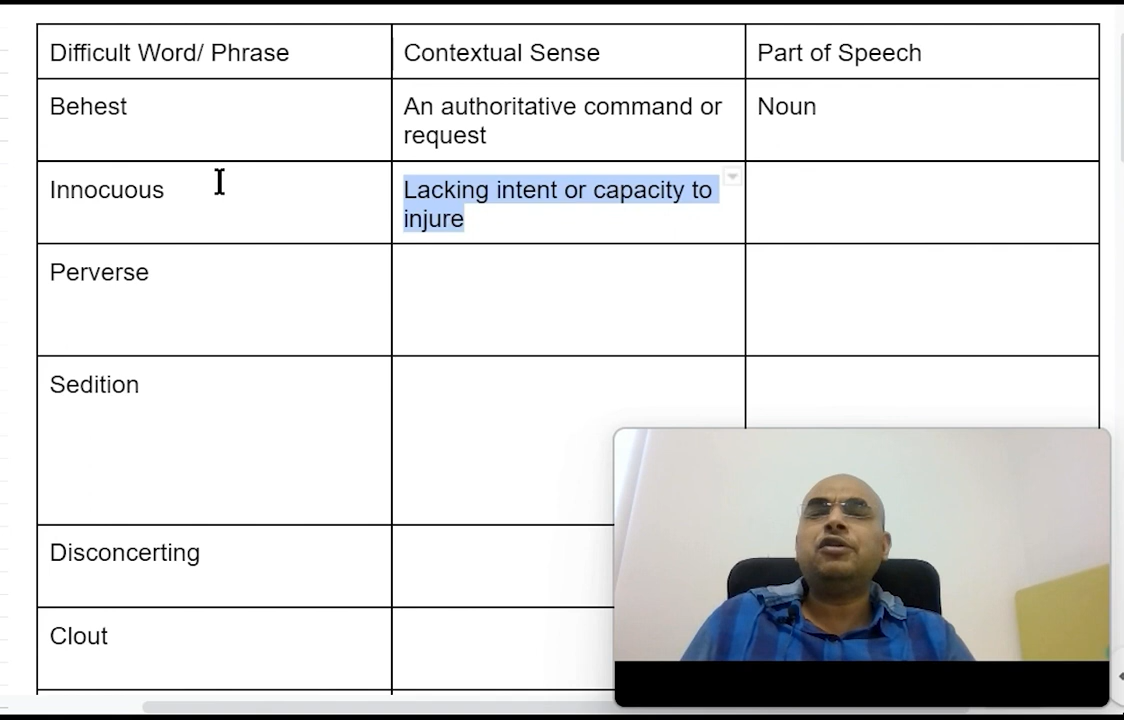 Difficult Word/ Phrase
Contextual Sense
Part of Speech
Behest
An authoritative command or
request
Noun
Innocuous
Lacking intent or capacity to
injure
Perverse
Sedition
Disconcerting
Clout